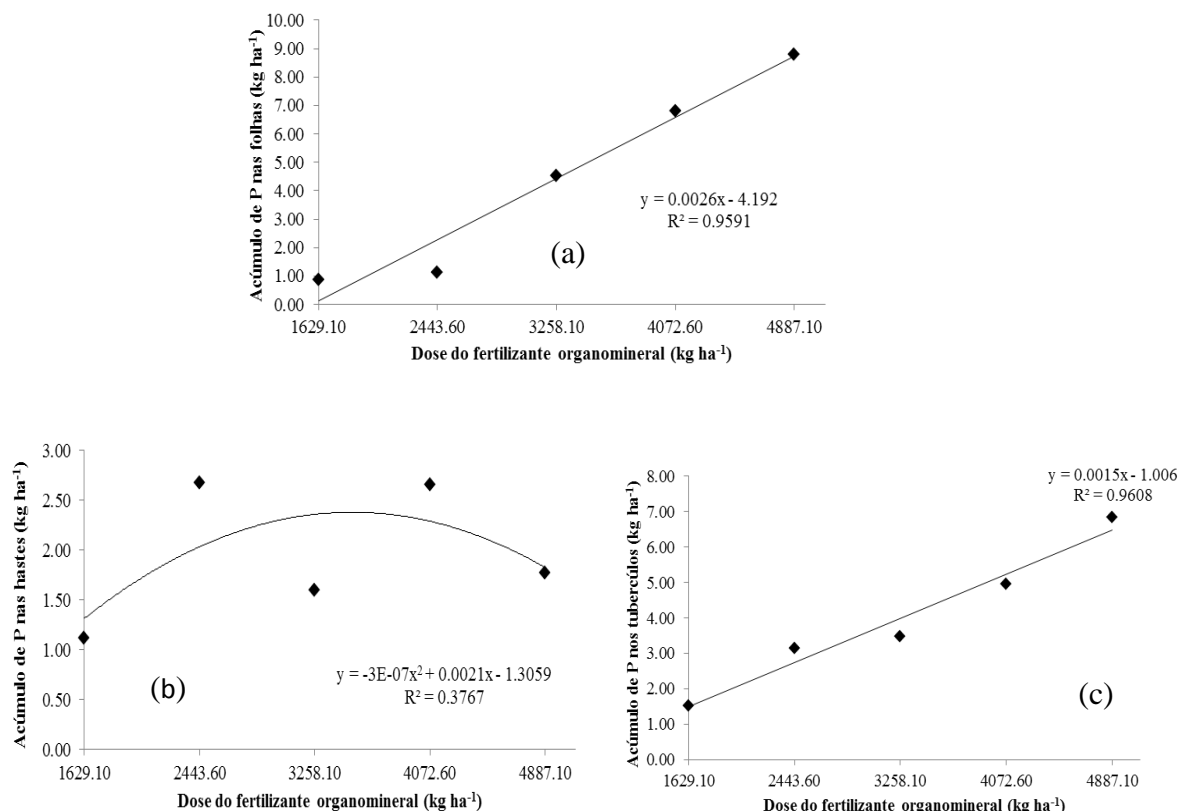 Acúmulo de P nas folhas (kg ha⁻¹)
10.00
9.00
8.00
7.00
6.00
5.00
4.00
3.00
2.00
1.00
0.00
y = 0.0026x - 4.192
R² = 0.9591
(a)
1629.10 2443.60 3258.10 4072.60 4887.10
Dose do fertilizante organomineral (kg ha⁻¹)
Acúmulo de P nas hastes (kg ha⁻¹)
3.00
2.50
2.00
1.50
1.00
0.50
0.00
(b)
y = -3E-07x² + 0.0021x - 1.3059
R² = 0.3767
1629.10 2443.60 3258.10 4072.60 4887.10
Dose do fertilizante organomineral (kg ha⁻¹)
Acúmulo de P nos tubercúlos (kg ha⁻¹)
y = 0.0015x - 1.006
R² = 0.9608
8.00
7.00
6.00
5.00
4.00
3.00
2.00
1.00
0.00
(c)
1629.10 2443.60 3258.10 4072.60 4887.10
Dose do fertilizante organomineral (kg ha⁻¹)